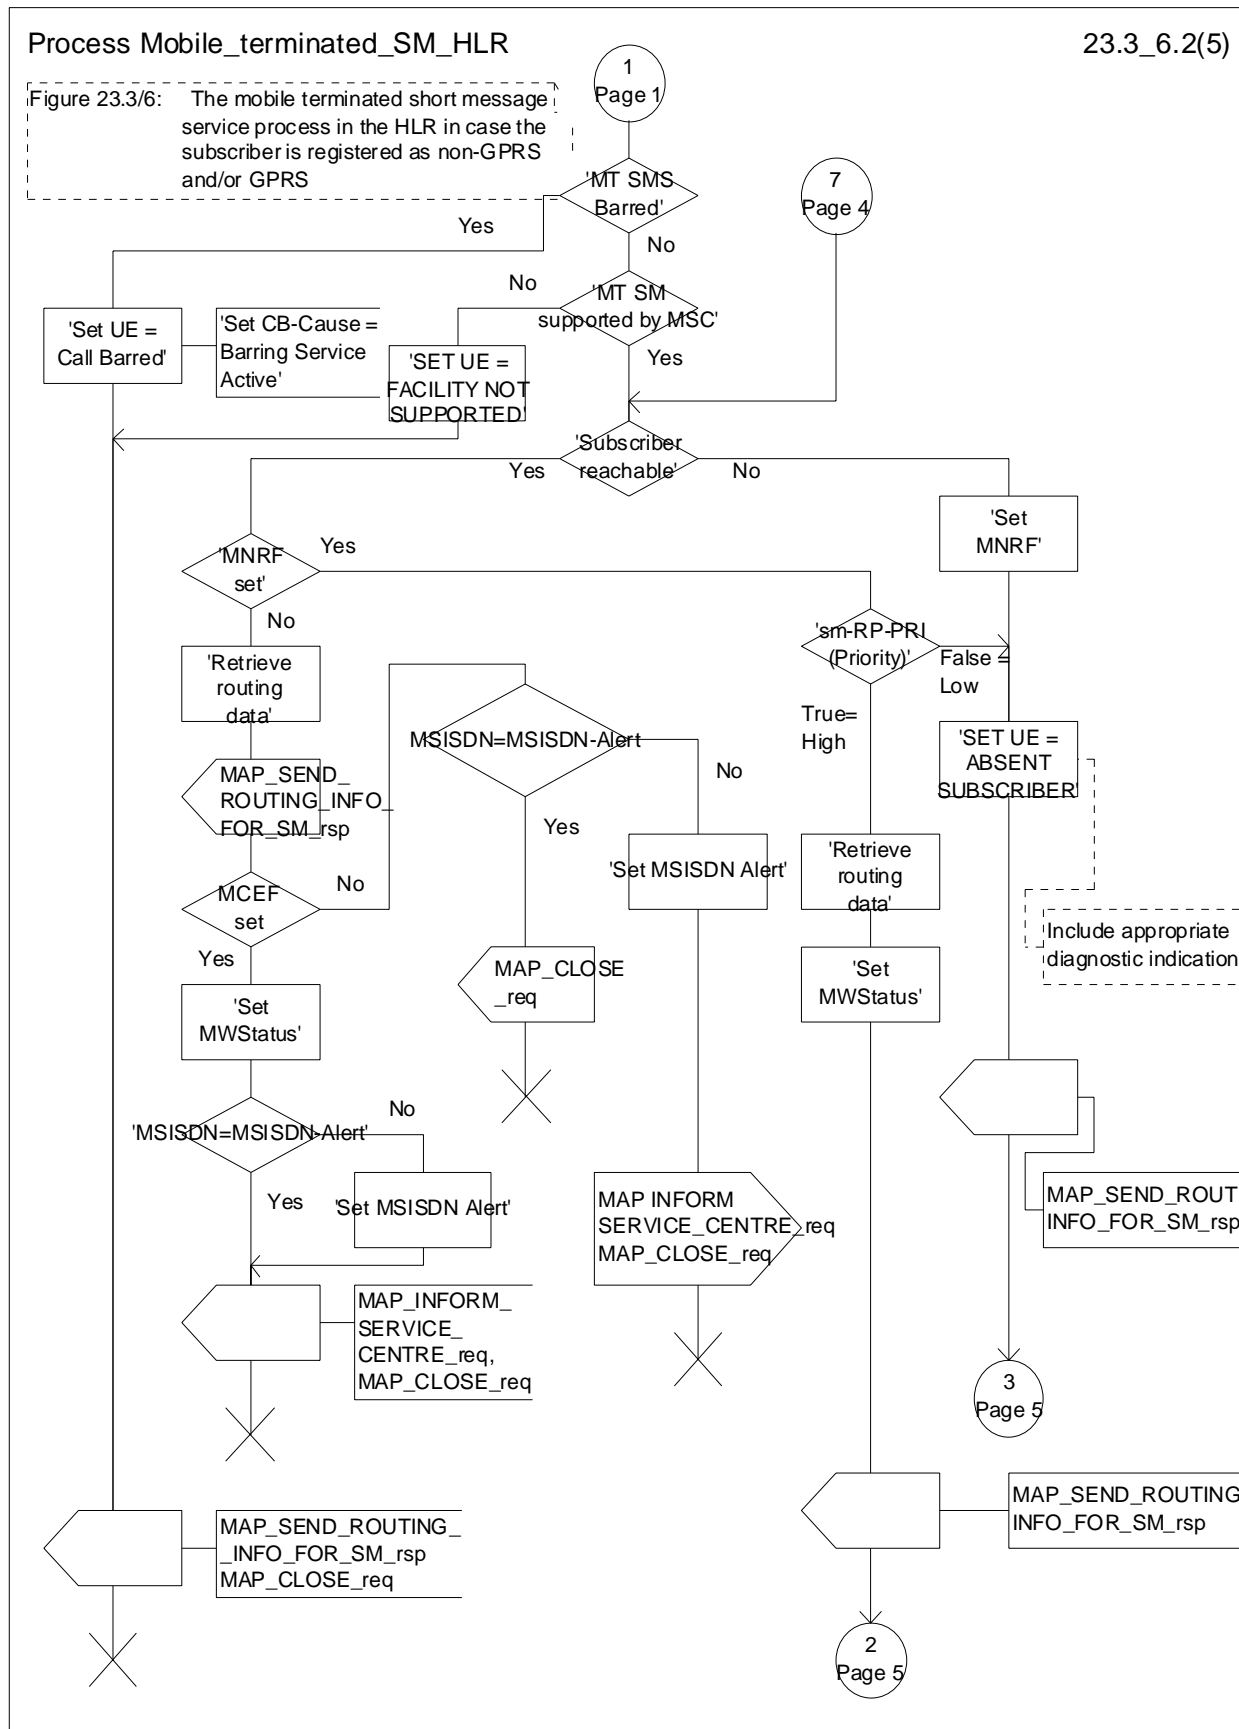 Process Mobile_terminated_SM_HLR
23.3_6.2(5)
1
Page 1
Figure 23.3/6: The mobile terminated short message
service process in the HLR in case the
subscriber is registered as non-GPRS
and/or GPRS
'MT SMS
Barred'
7
Page 4
Yes
No
No
'MT SM
supported by MSC'
'Set UE =
Call Barred'
'Set CB-Cause =
Barring Service
Active'
'SET UE =
FACILITY NOT
SUPPORTED'
Yes
'Subscriber
reachable'
Yes
No
'Set
MNRF'
'MNRF
set'
Yes
No
'sm-RP-PRI
(Priority)'
False =
Low
True=
High
'Retrieve
routing
data'
MSISDN=MSISDN-Alert
'SET UE =
ABSENT
SUBSCRIBER'
MAP_SEND_
ROUTING_INFO_
FOR_SM_rsp
No
Yes
'Set MSISDN Alert'
'Retrieve
routing
data'
MCEF
set
No
Yes
Include appropriate
diagnostic indication
MAP_CLOSE
_req
'Set
MWStatus'
'Set
MWStatus'
'MSISDN=MSISDN-Alert'
No
Yes
'Set MSISDN Alert'
MAP INFORM
SERVICE_CENTRE_req
MAP_CLOSE_req
MAP_SEND_ROUT
INFO_FOR_SM_rsp
MAP_INFORM_
SERVICE_
CENTRE_req,
MAP_CLOSE_req
3
Page 5
MAP_SEND_ROUTING_
_INFO_FOR_SM_rsp
MAP_CLOSE_req
MAP_SEND_ROUTING
INFO_FOR_SM_rsp
2
Page 5